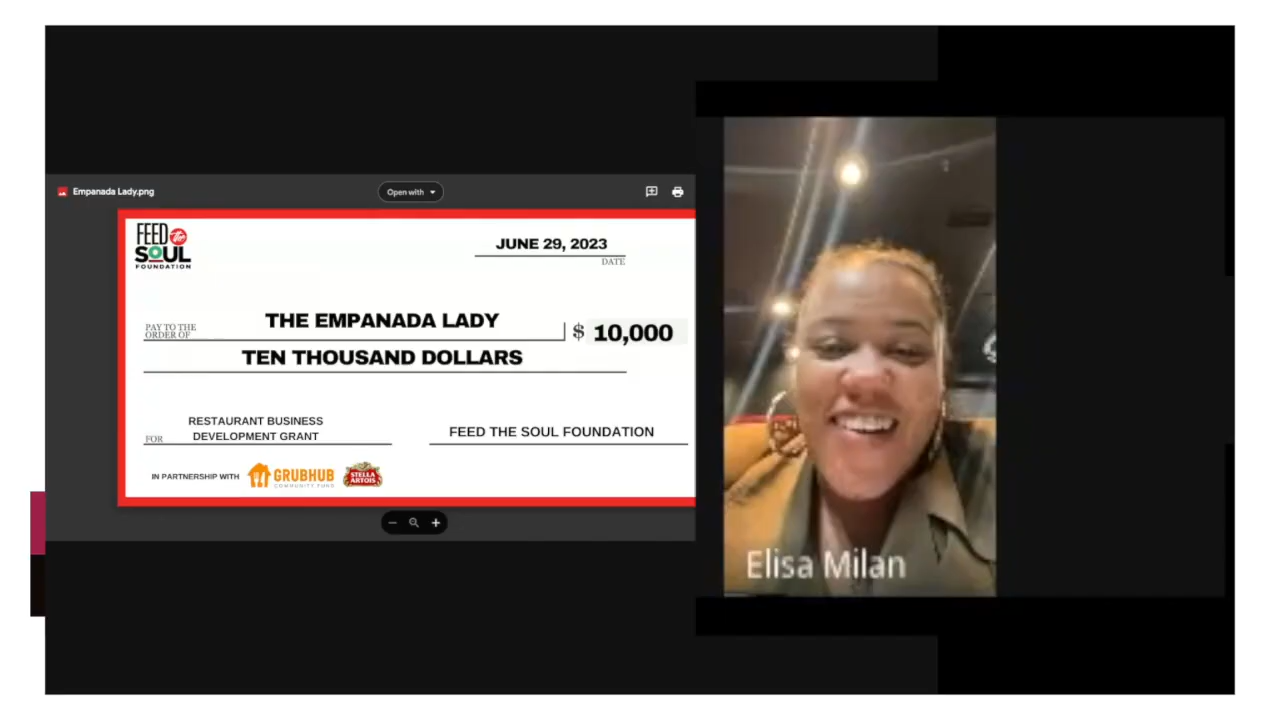 Empanada Lady.png
Open with
FEED the
SOUL
FOUNDATION
JUNE 29, 2023
DATE
PAY TO THE
ORDER OF
THE EMPANADA LADY
$ 10,000
TEN THOUSAND DOLLARS
FOR
RESTAURANT BUSINESS
DEVELOPMENT GRANT
FEED THE SOUL FOUNDATION
IN PARTNERSHIP WITH
GRUBHUB
COMMUNITY FUND
STELLA
ARTOIS
Elisa Milan